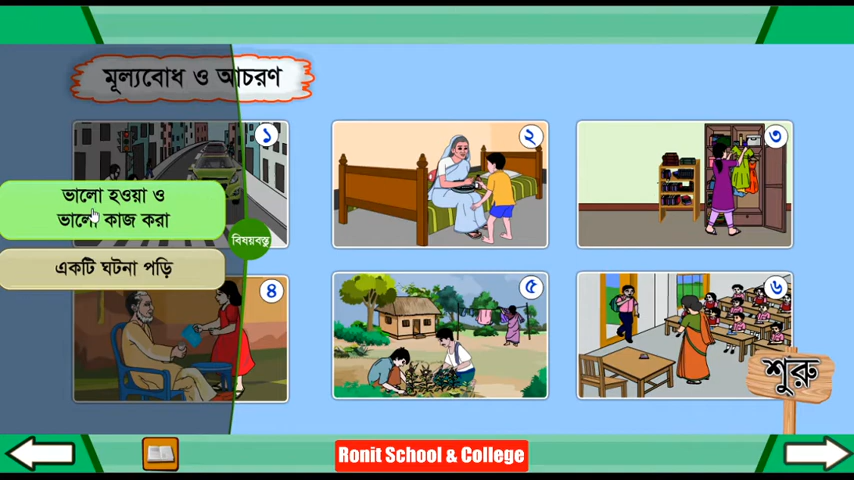 মূল্যবোধ ও আচরণ
১
২
৩
ভালো হওয়া ও
ভালো কাজ করা
বিষয়বস্তু
একটি ঘটনা পড়ি
৪
৫
৬
শুরু
Ronit School & College